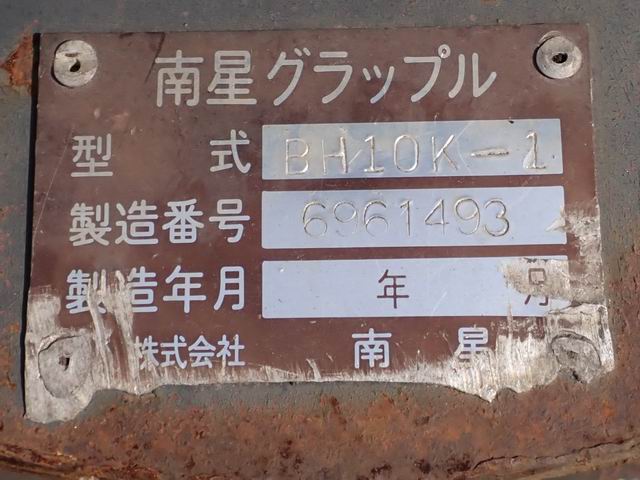 南星グラップル
型式 BH10K-1
製造番号 6961493
製造年月 年 月
株式会社 南星